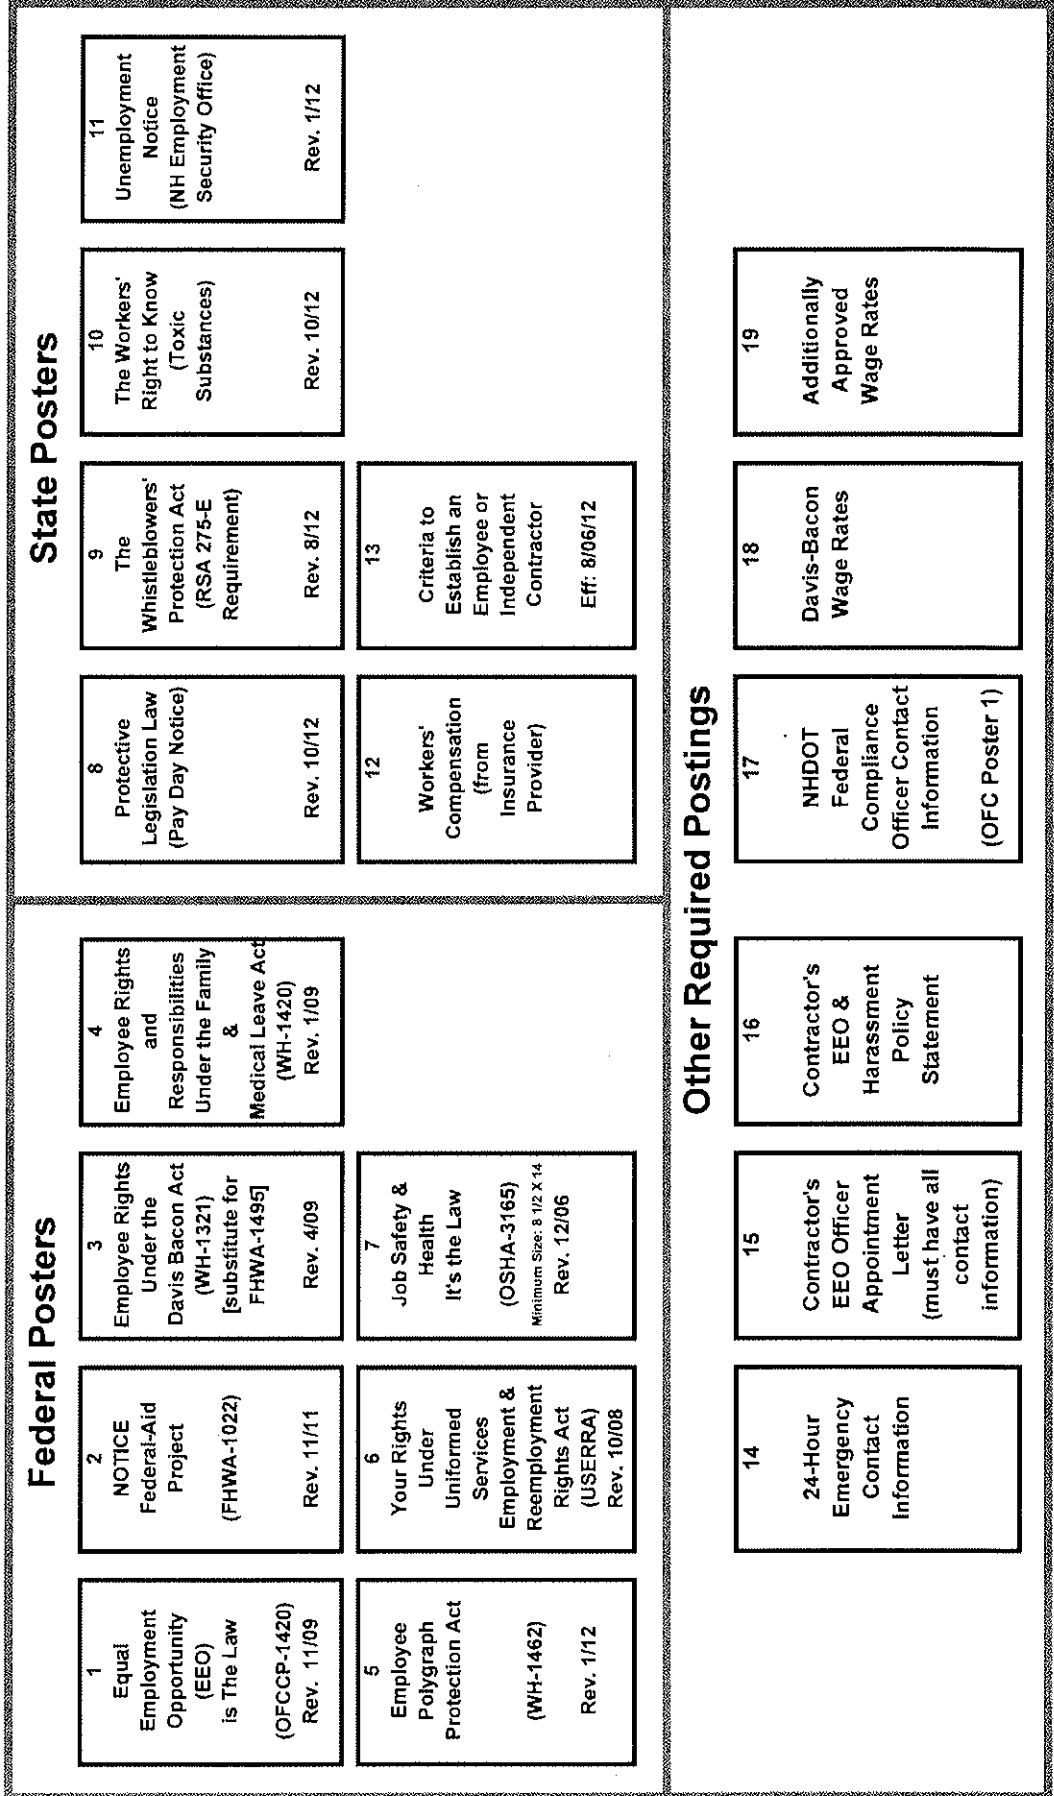 Federal Posters
1
Equal
Employment
Opportunity
(EEO)
is The Law
(OFCCP-1420)
Rev. 11/09
2
NOTICE
Federal-Aid
Project
(FHWA-1022)
Rev. 11/11
3
Employee Rights
Under the
Davis Bacon Act
(WH-1321)
[substitute for
FHWA-1495]
Rev. 4/09
4
Employee Rights
and
Responsibilities
Under the Family
&
Medical Leave Act
(WH-1420)
Rev. 1/09
5
Employee
Polygraph
Protection Act
(WH-1462)
Rev. 1/12
6
Your Rights
Under
Uniformed
Services
Employment &
Reemployment
Rights Act
(USERRA)
Rev. 10/08
7
Job Safety &
Health
It's the Law
(OSHA-3165)
Minimum Size: 8 1/2 X 14
Rev. 12/06
State Posters
8
Protective
Legislation Law
(Pay Day Notice)
Rev. 10/12
9
The
Whistleblowers'
Protection Act
(RSA 275-E
Requirement)
Rev. 8/12
10
The Workers'
Right to Know
(Toxic
Substances)
Rev. 10/12
11
Unemployment
Notice
(NH Employment
Security Office)
Rev. 1/12
12
Workers'
Compensation
(from
Insurance
Provider)
13
Criteria to
Establish an
Employee or
Independent
Contractor
Eff: 8/06/12
Other Required Postings
14
24-Hour
Emergency
Contact
Information
15
Contractor's
EEO Officer
Appointment
Letter
(must have all
contact
information)
16
Contractor's
EEO &
Harassment
Policy
Statement
17
NHDOT
Federal
Compliance
Officer Contact
Information
(OFC Poster 1)
18
Davis-Bacon
Wage Rates
19
Additionally
Approved
Wage Rates